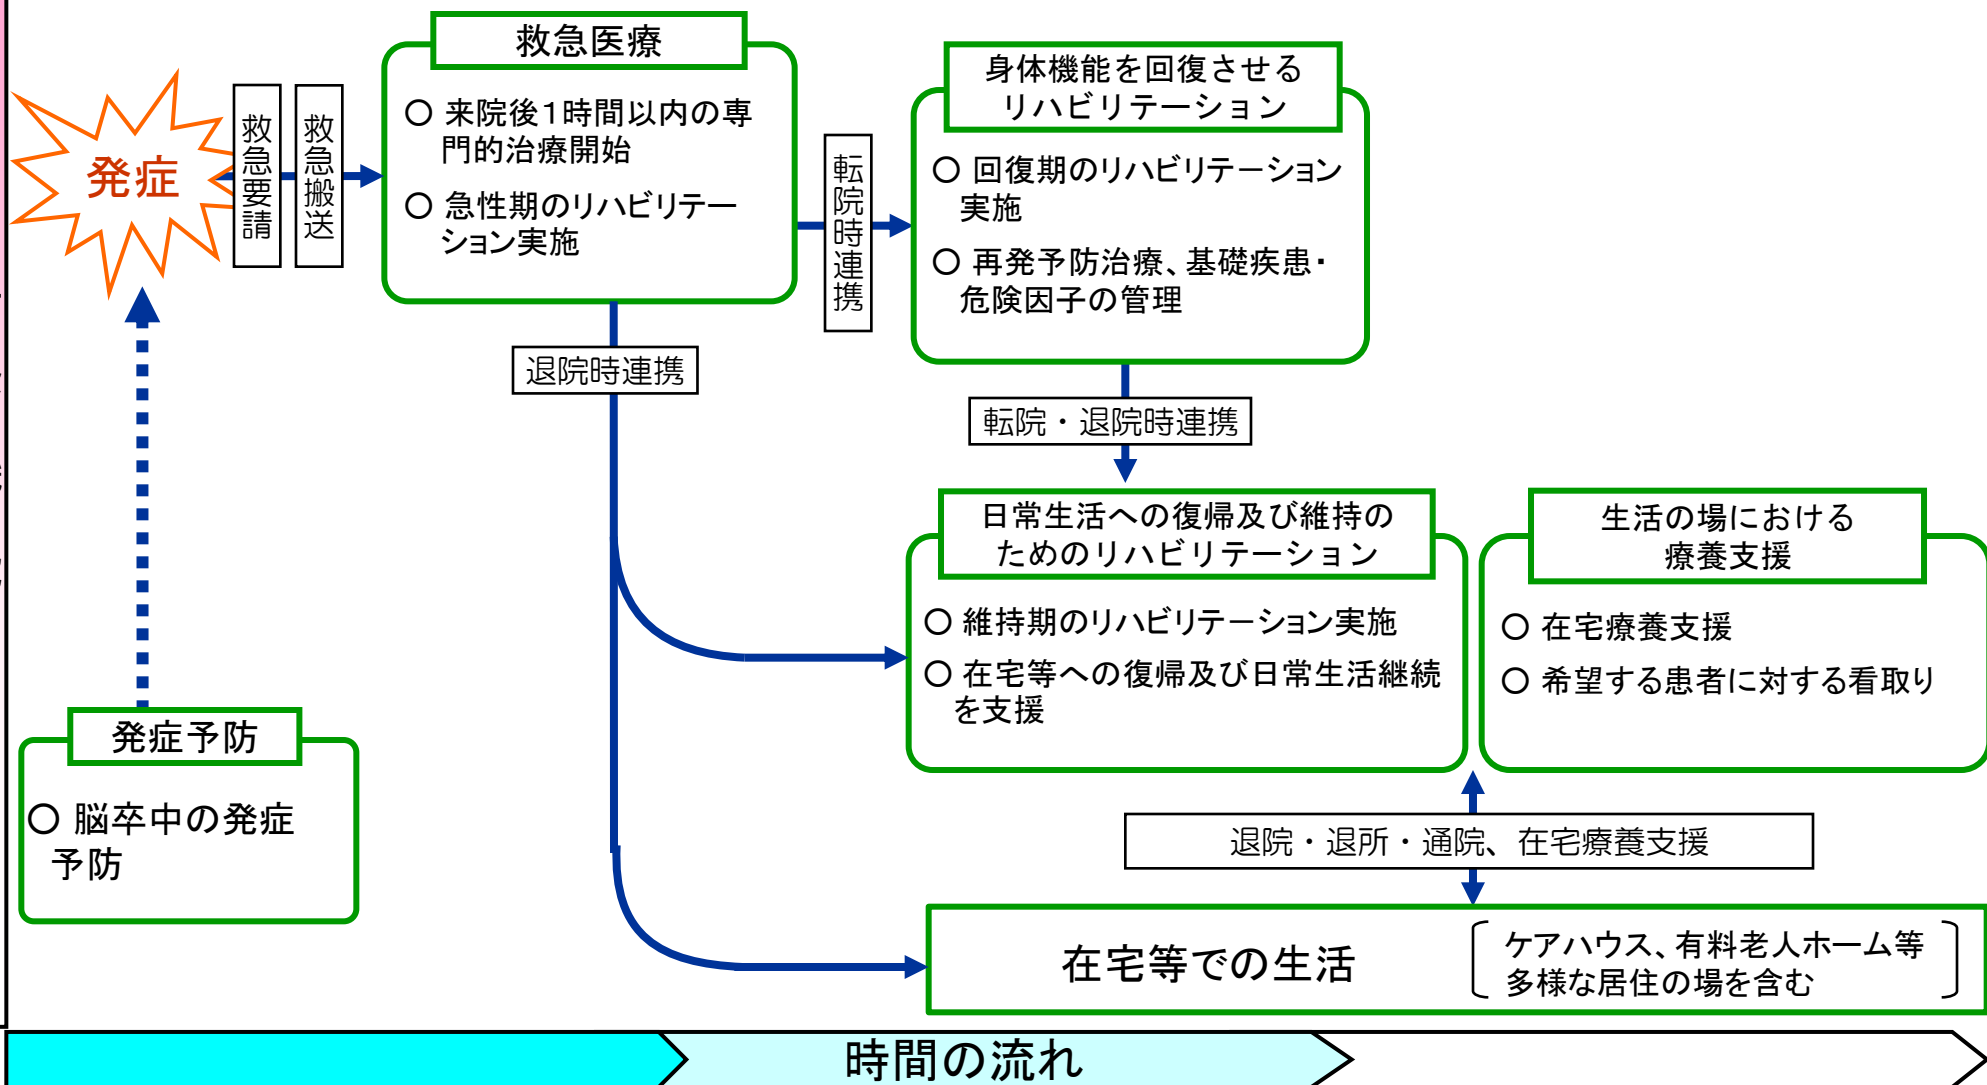 救急医療
○ 来院後1時間以内の専
門的治療開始
○ 急性期のリハビリテー
ション実施
発症
救急要請
救急搬送
転院時連携
身体機能を回復させる
リハビリテーション
○ 回復期のリハビリテーション
実施
○ 再発予防治療、基礎疾患・
危険因子の管理
退院時連携
転院・退院時連携
日常生活への復帰及び維持の
ためのリハビリテーション
○ 維持期のリハビリテーション実施
○ 在宅等への復帰及び日常生活継続
を支援
生活の場における
療養支援
○ 在宅療養支援
○ 希望する患者に対する看取り
発症予防
○ 脳卒中の発症
予防
退院・退所・通院、在宅療養支援
在宅等での生活
ケアハウス、有料老人ホーム等
多様な居住の場を含む
時間の流れ